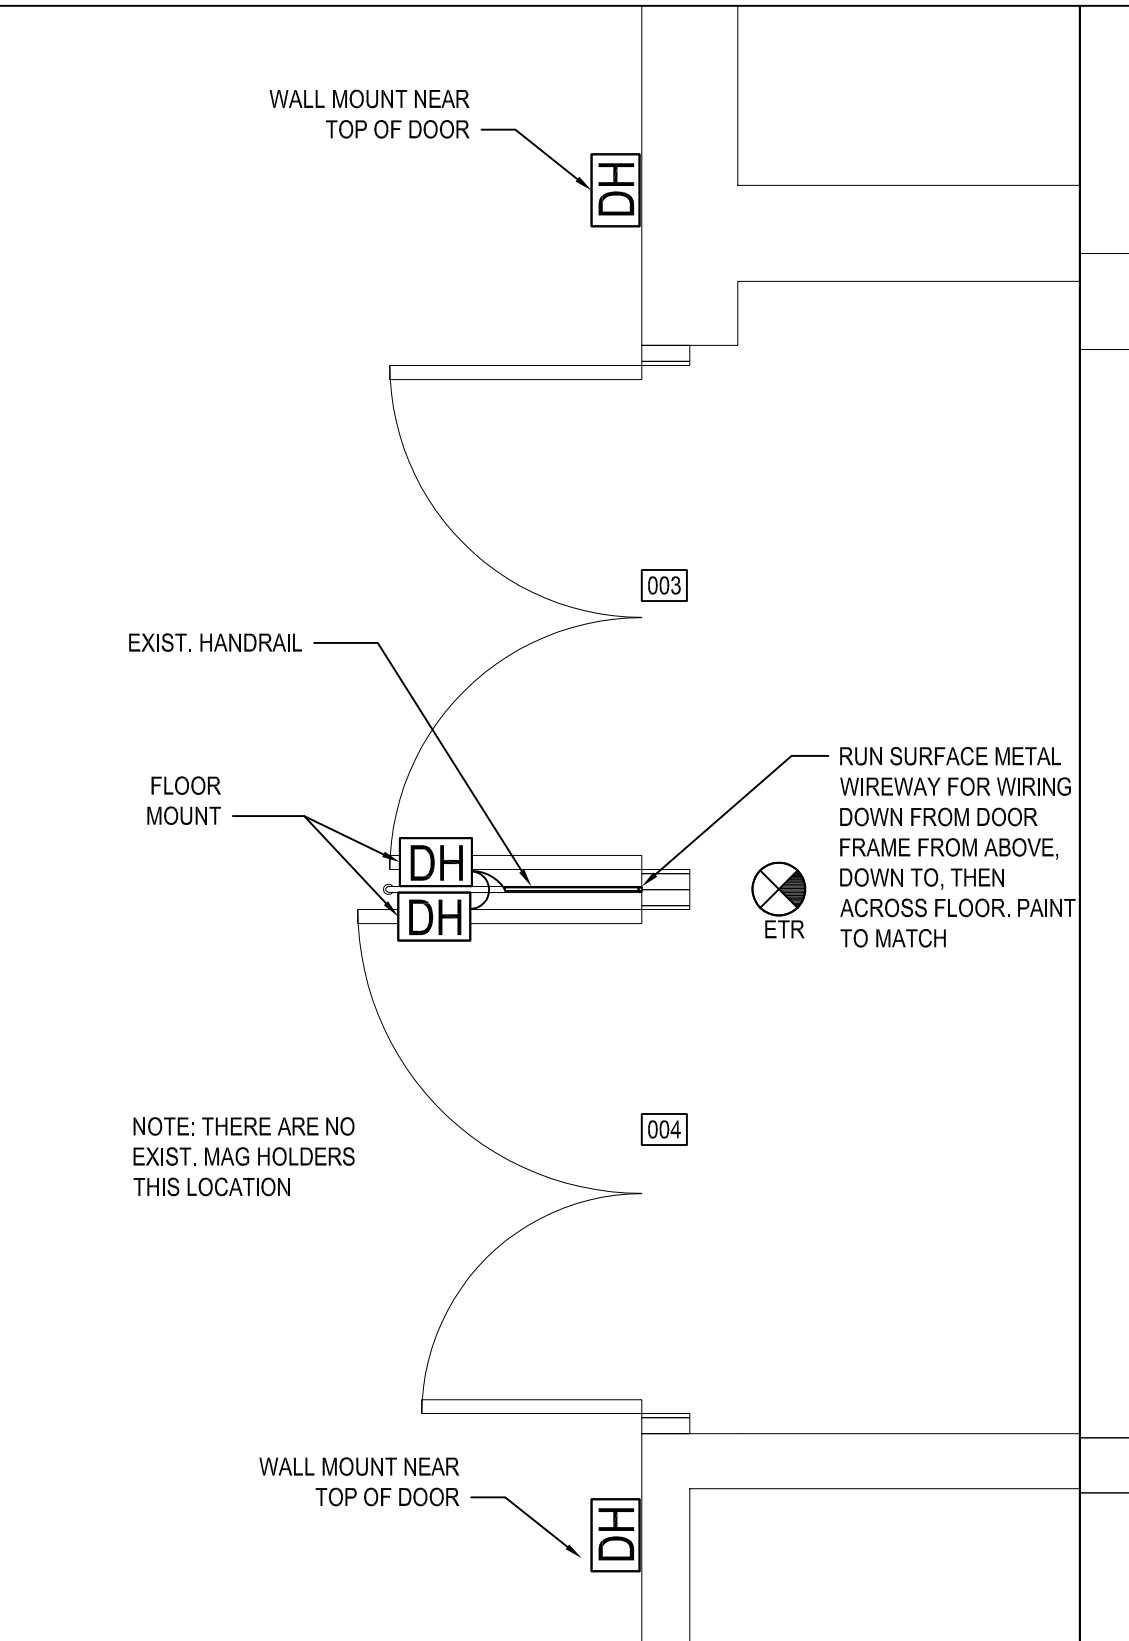 WALL MOUNT NEAR
TOP OF DOOR
DH
003
EXIST. HANDRAIL
FLOOR
MOUNT
DH
DH
RUN SURFACE METAL
WIREWAY FOR WIRING
DOWN FROM DOOR
FRAME FROM ABOVE,
DOWN TO, THEN
ACROSS FLOOR. PAINT
TO MATCH
ETR
NOTE: THERE ARE NO
EXIST. MAG HOLDERS
THIS LOCATION
004
WALL MOUNT NEAR
TOP OF DOOR
DH